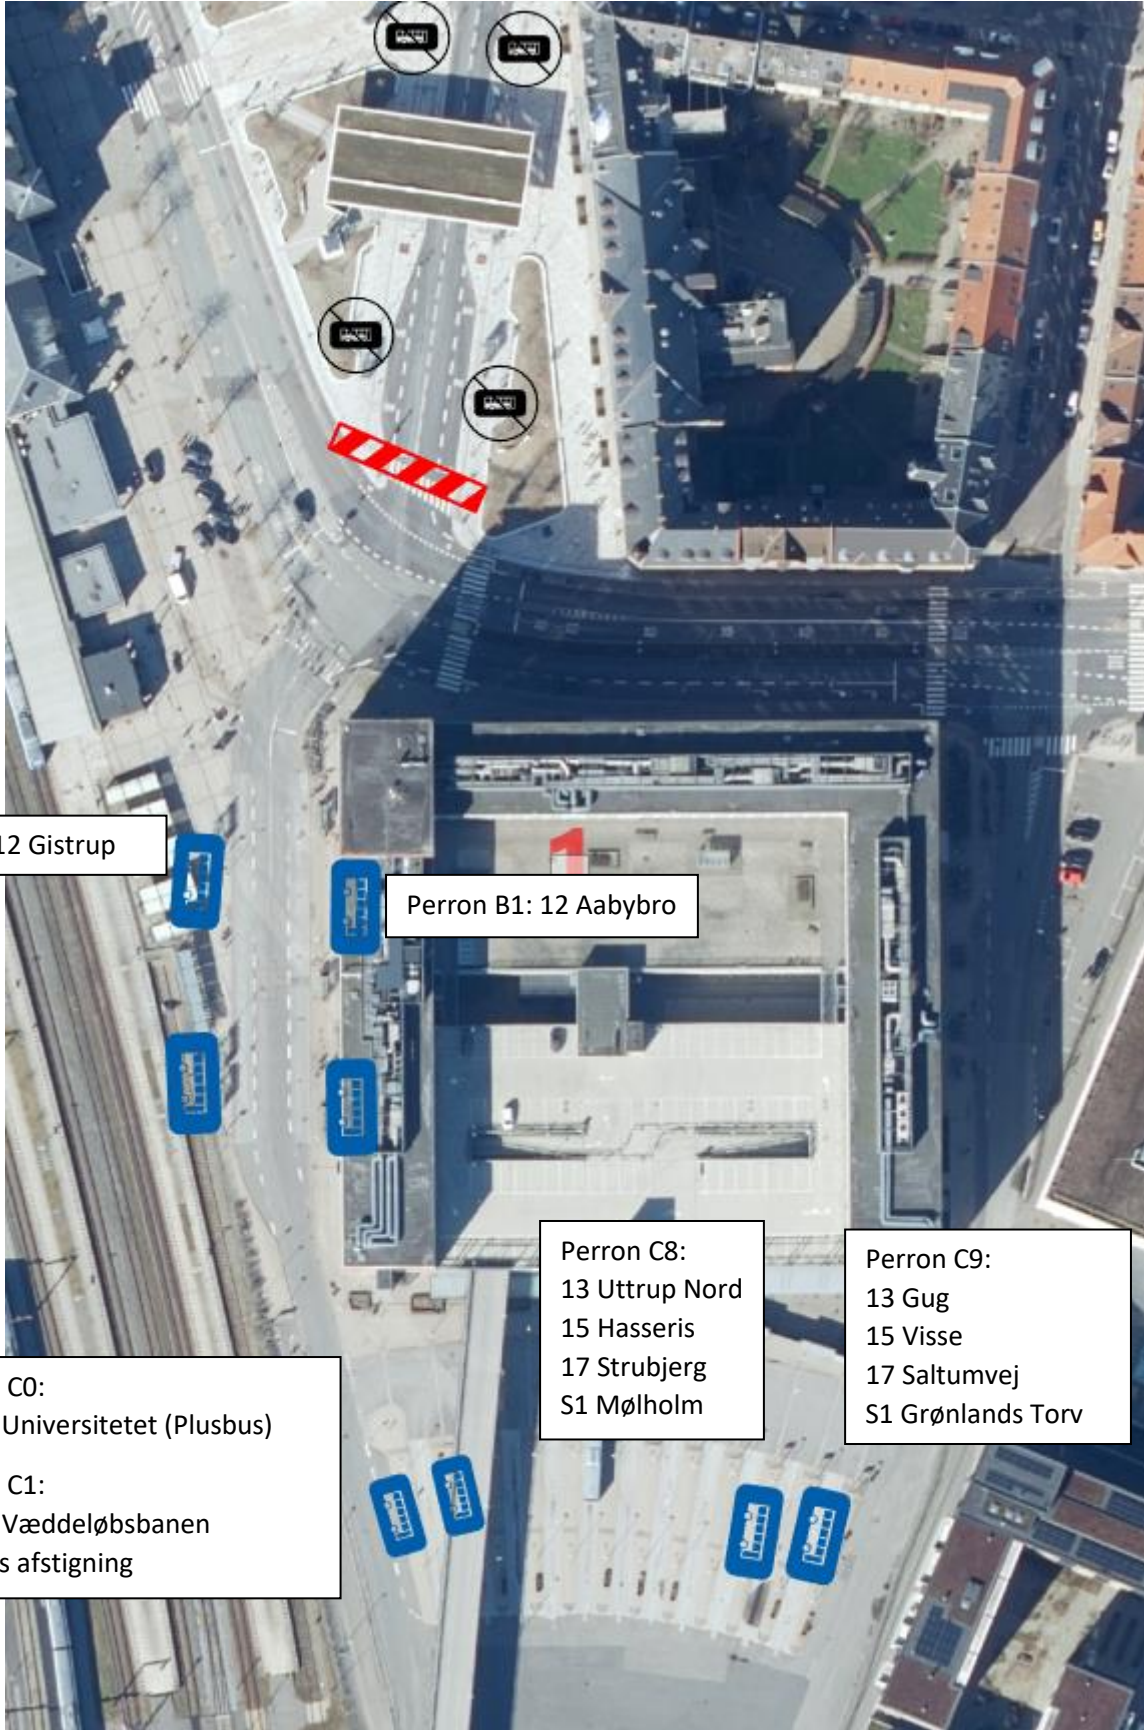 12 Gistrup
Perron B1: 12 Aabybro
1
Perron C8:
13 Uttrup Nord
15 Hasseris
17 Strubjerg
S1 Mølholm
Perron C9:
13 Gug
15 Visse
17 Saltumvej
S1 Grønlands Torv
C0:
Universitetet (Plusbus)
C1:
Væddeløbsbanen
s afstigning